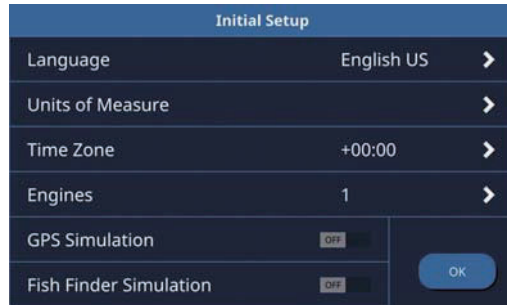 Initial Setup
Language English US
Units of Measure
Time Zone +00:00
Engines 1
GPS Simulation OFF
Fish Finder Simulation OFF
OK